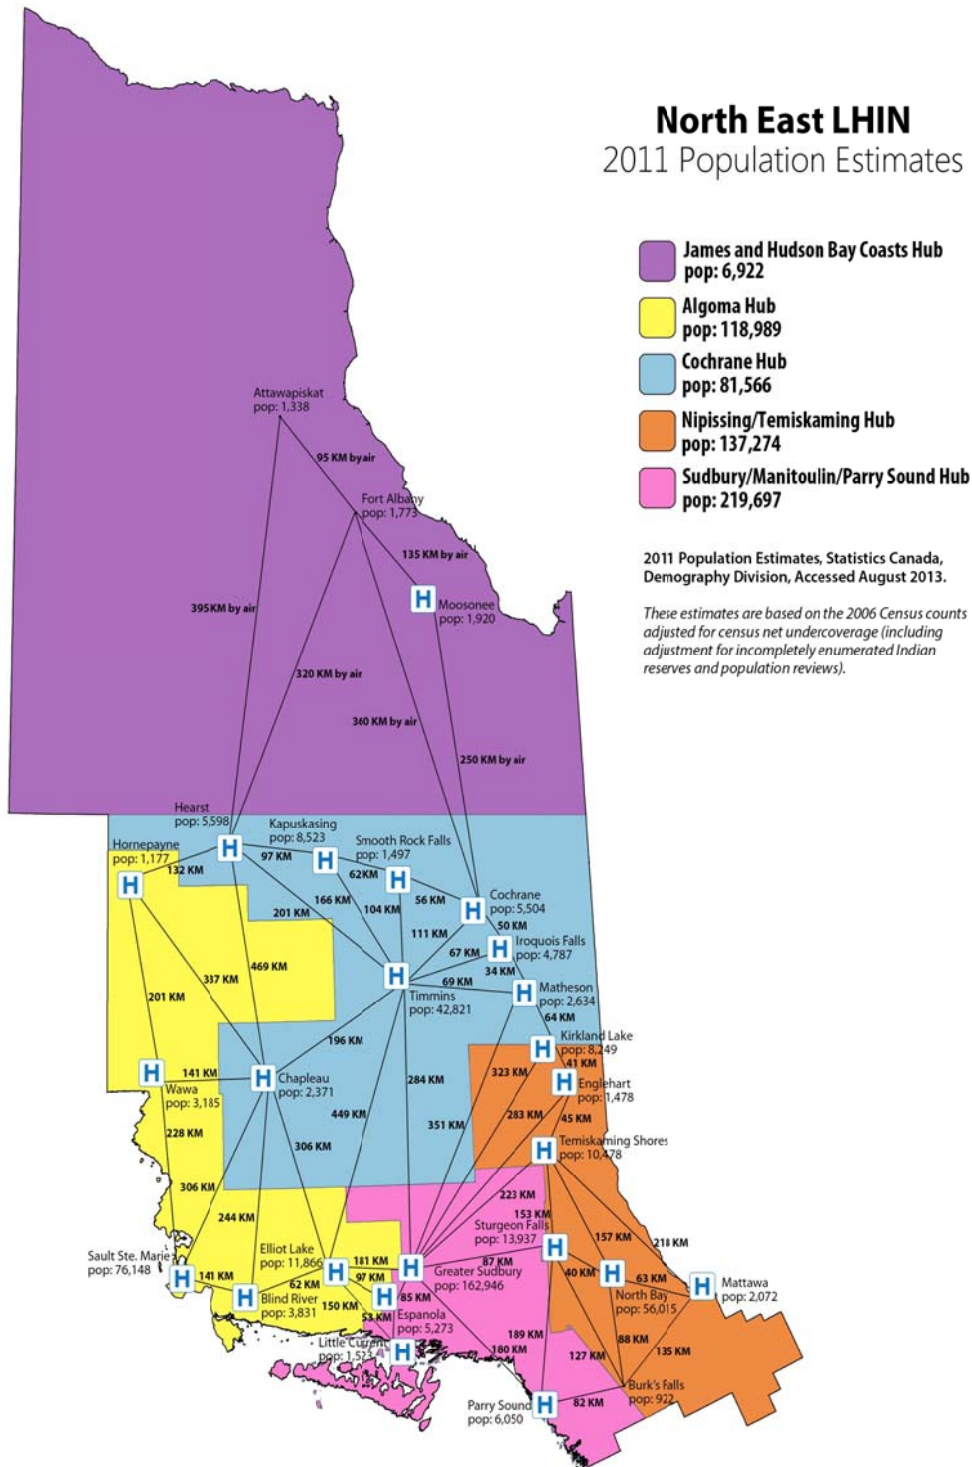 North East LHIN
2011 Population Estimates
James and Hudson Bay Coasts Hub
pop: 6,922
Algoma Hub
pop: 118,989
Cochrane Hub
pop: 81,566
Nipissing/Temiskaming Hub
pop: 137,274
Sudbury/Manitoulin/Parry Sound Hub
pop: 219,697
2011 Population Estimates, Statistics Canada,
Demography Division, Accessed August 2013.
These estimates are based on the 2006 Census counts
adjusted for census net undercoverage (including
adjustment for incompletely enumerated Indian
reserves and population reviews).
Attawapiskat
pop: 1,338
95 KM by air
Fort Albany
pop: 1,773
135 KM by air
H
Moosonee
pop: 1,920
395KM by air
320 KM by air
360 KM by air
250 KM by air
Hearst
pop: 5,598
H
Kapuskasing
pop: 8,523
H
Smooth Rock Falls
pop: 1,497
H
Hornepayne
pop: 1,177
H
132 KM
97 KM
62KM
56 KM
166 KM
104 KM
201 KM
111 KM
H
Cochrane
pop: 5,504
50 KM
H
Iroquois Falls
pop: 4,787
67 KM
34 KM
69 KM
H
Timmins
pop: 42,821
H
Matheson
pop: 2,634
64 KM
469 KM
337 KM
201 KM
196 KM
H
Kirkland Lake
pop: 8,249
41 KM
H
Englehart
pop: 1,478
45 KM
H
Wawa
pop: 3,185
141 KM
H
Chapleau
pop: 2,371
284 KM
323 KM
283 KM
351 KM
449 KM
228 KM
306 KM
306 KM
244 KM
H
Temiskaming Shores
pop: 10,478
223 KM
153 KM
157 KM
218 KM
Sturgeon Falls
pop: 13,937
H
87 KM
40 KM
H
North Bay
pop: 56,015
63 KM
H
Mattawa
pop: 2,072
Sault Ste. Marie
pop: 76,148
H
141 KM
H
Blind River
pop: 3,831
62 KM
Elliot Lake
pop: 11,866
H
181 KM
97 KM
H
Greater Sudbury
pop: 162,946
85 KM
H
Espanola
pop: 5,273
150 KM
53 KM
Little Current
pop: 1,523
H
189 KM
180 KM
88 KM
135 KM
127 KM
Burk's Falls
pop: 922
82 KM
Parry Sound
pop: 6,050
H